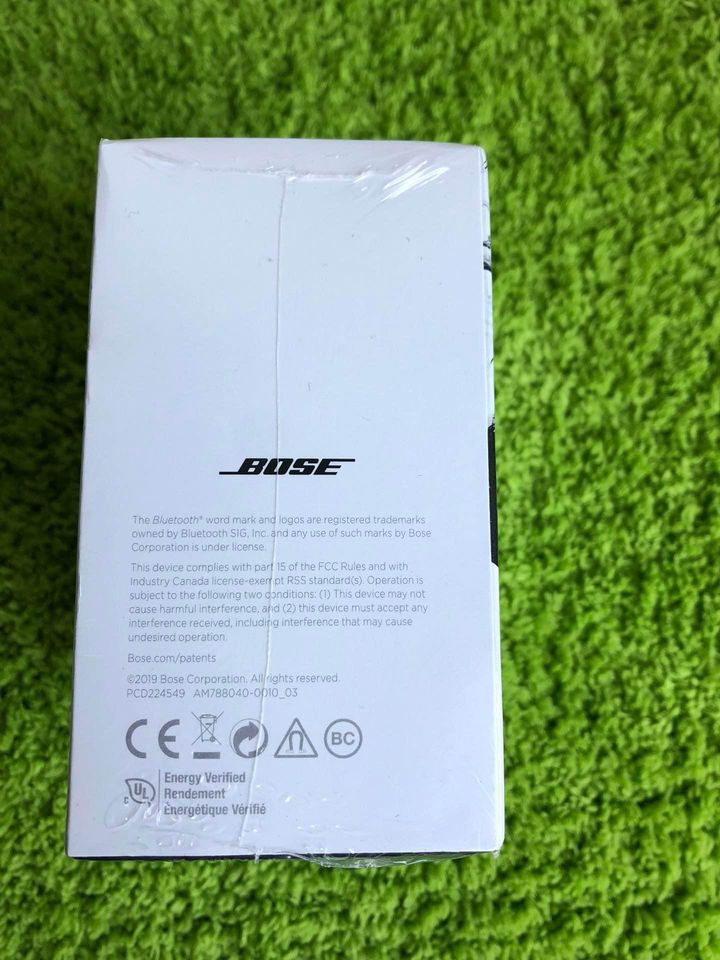 BOSE
The Bluetooth® word mark and logos are registered trademarks
owned by Bluetooth SIG, Inc. and any use of such marks by Bose
Corporation is under license.
This device complies with part 15 of the FCC Rules and with
Industry Canada license-exempt RSS standard(s). Operation is
subject to the following two conditions: (1) This device may not
cause harmful interference, and (2) this device must accept any
interference received, including interference that may cause
undesired operation.
Bose.com/patents
©2019 Bose Corporation. All rights reserved.
PCD224549 AM788040-0010_03
CE BC
c UL Energy Verified
Rendement
Énergétique Vérifié